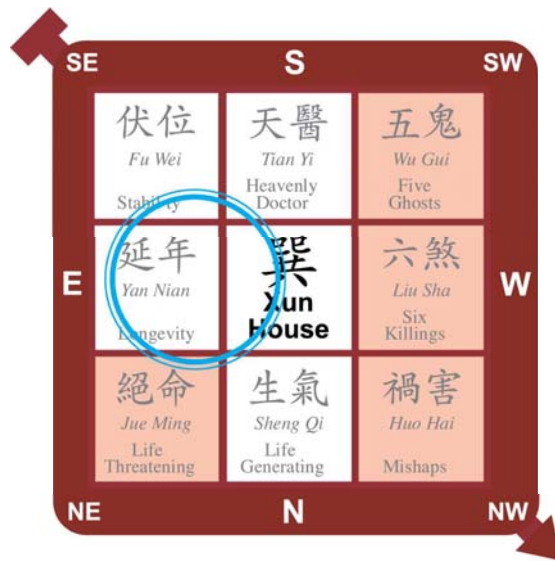 SE
S
SW
伏位
Fu Wei
Stability
天醫
Tian Yi
Heavenly
Doctor
五鬼
Wu Gui
Five
Ghosts
E
延年
Yan Nian
Longevity
巽
Xun
House
六煞
Liu Sha
Six
Killings
W
絕命
Jue Ming
Life
Threatening
生氣
Sheng Qi
Life
Generating
禍害
Huo Hai
Mishaps
NE
N
NW